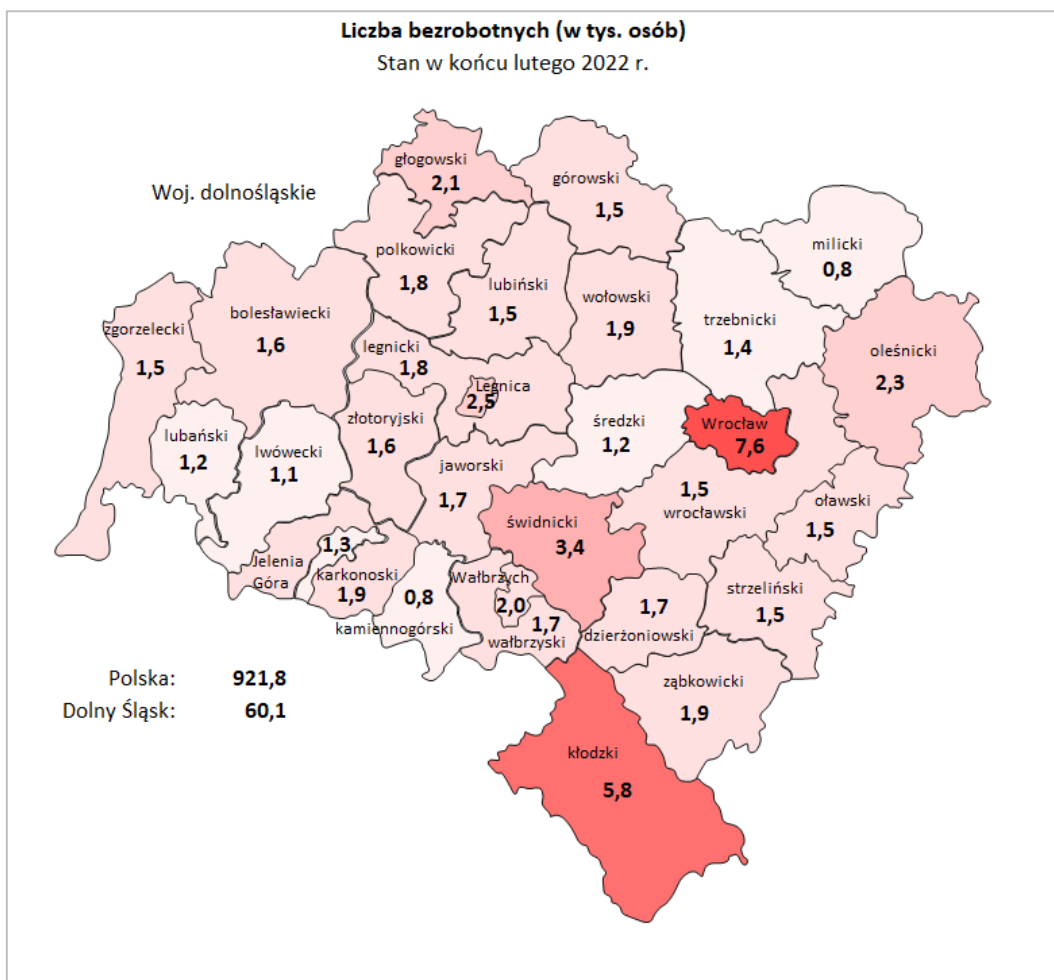 Liczba bezrobotnych (w tys. osób)
Stan w końcu lutego 2022 r.
Woj. dolnośląskie
głogowski
2,1
górowski
1,5
milicki
0,8
polkowicki
1,8
lubiński
1,5
wołowski
1,9
trzebnicki
1,4
oleśnicki
2,3
zgorzelecki
1,5
bolesławiecki
1,6
legnicki
1,8
Legnica
2,5
złotoryjski
1,6
średzki
1,2
Wrocław
7,6
lubański
1,2
lwówecki
1,1
jaworski
1,7
1,5
wrocławski
oławski
1,5
świdnicki
3,4
Jelenia
Góra
1,3
karkonoski
1,9
0,8
kamiennogórski
Wałbrzych
2,0
1,7
wałbrzyski
1,7
dzierżoniowski
strzeliński
1,5
ząbkowicki
1,9
kłodzki
5,8
Polska: 921,8
Dolny Śląsk: 60,1